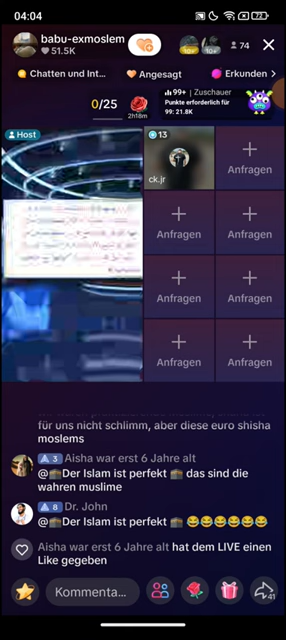 04:04
72
babu-exmoslem
51.5K
10+
74
Chatten und Int...
Angesagt
Erkunden
0/25
2h18m
99+ | Zuschauer
Punkte erforderlich für
99: 21.8K
Host
13
ck.jr
Anfragen
Anfragen
Anfragen
Anfragen
Anfragen
Anfragen
Anfragen
für uns nicht schlimm, aber diese euro shisha
moslems
3 Aisha war erst 6 Jahre alt
@🕋Der Islam ist perfekt 🕋 das sind die
wahren muslime
8 Dr. John
@🕋Der Islam ist perfekt 🕋 😂😂😂😂😂😂
Aisha war erst 6 Jahre alt hat dem LIVE einen
Like gegeben
Kommenta...
41